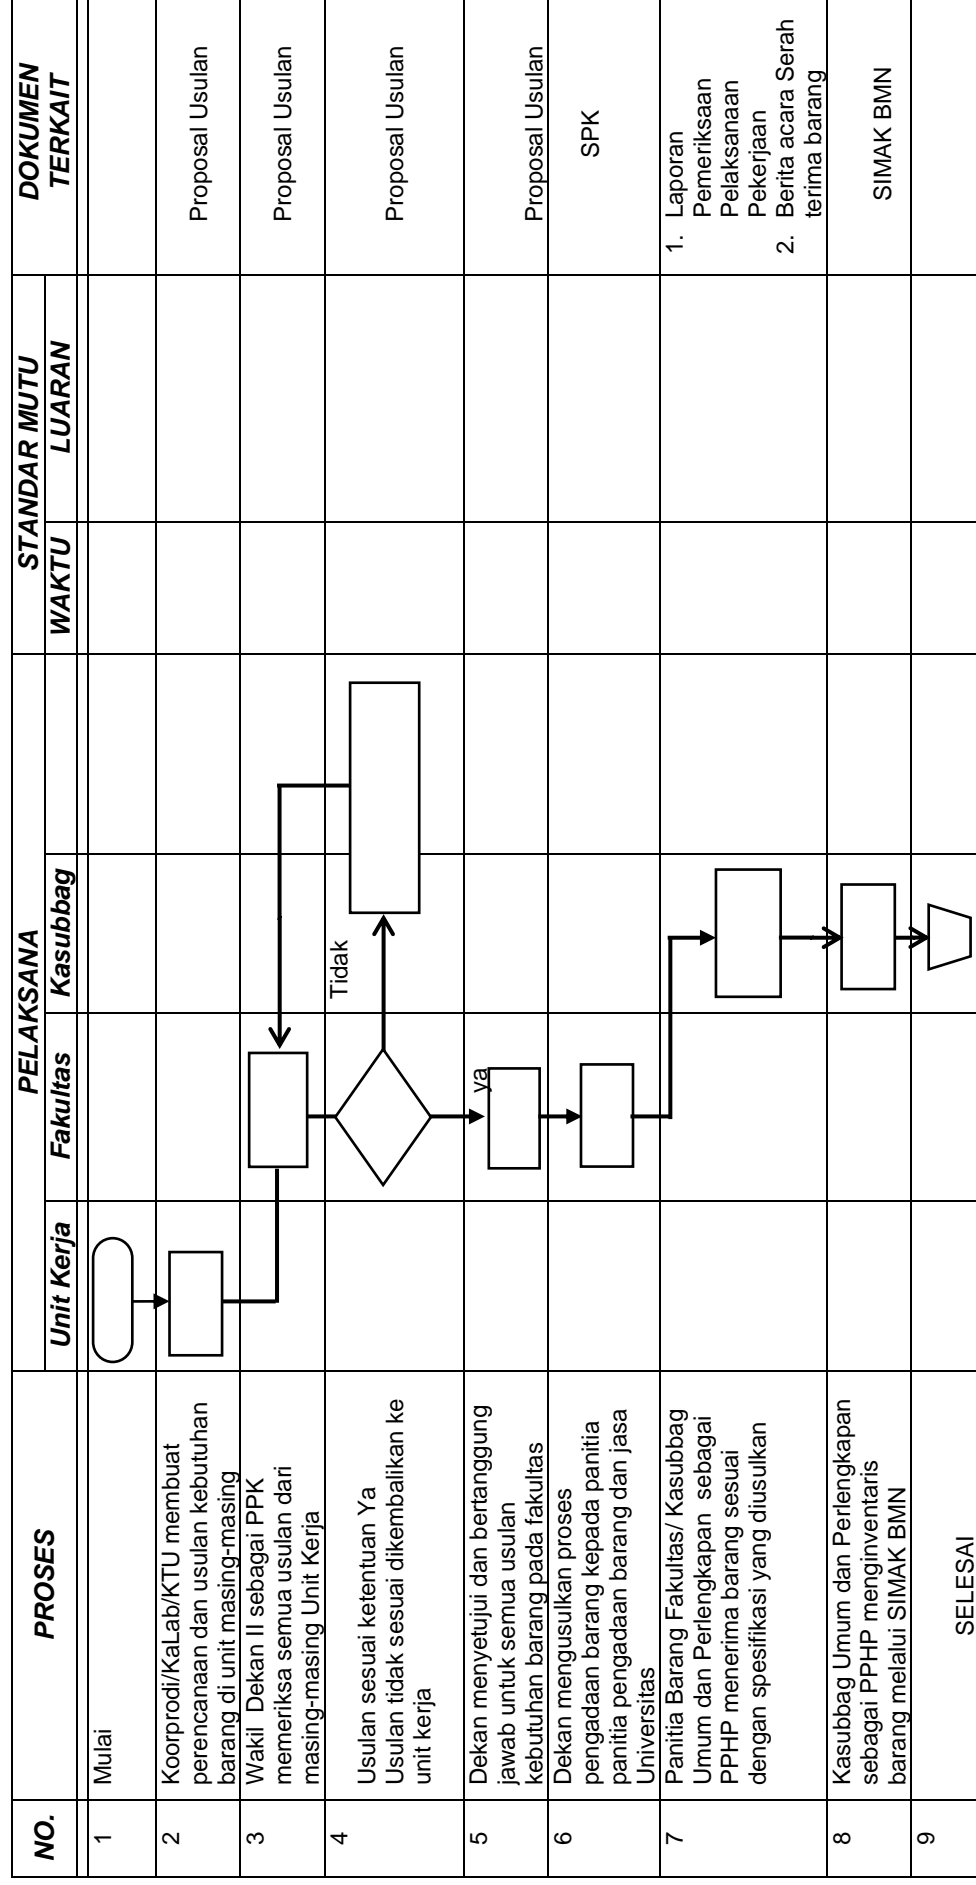 NO.
PROSES
PELAKSANA
STANDAR MUTU
DOKUMEN
TERKAIT
Unit Kerja
Fakultas
Kasubbag
WAKTU
LUARAN
1
Mulai
2
Koorprodi/KaLab/KTU membuat
perencanaan dan usulan kebutuhan
barang di unit masing-masing
Proposal Usulan
3
Wakil Dekan II sebagai PPK
memeriksa semua usulan dari
masing-masing Unit Kerja
Proposal Usulan
4
Usulan sesuai ketentuan Ya
Usulan tidak sesuai dikembalikan ke
unit kerja
Tidak
Proposal Usulan
5
Dekan menyetujui dan bertanggung
jawab untuk semua usulan
kebutuhan barang pada fakultas
ya
Proposal Usulan
6
Dekan mengusulkan proses
pengadaan barang kepada panitia
panitia pengadaan barang dan jasa
Universitas
SPK
7
Panitia Barang Fakultas/ Kasubbag
Umum dan Perlengkapan sebagai
PPHP menerima barang sesuai
dengan spesifikasi yang diusulkan
1. Laporan
Pemeriksaan
Pelaksanaan
Pekerjaan
2. Berita acara Serah
terima barang
8
Kasubbag Umum dan Perlengkapan
sebagai PPHP menginventaris
barang melalui SIMAK BMN
SIMAK BMN
9
SELESAI